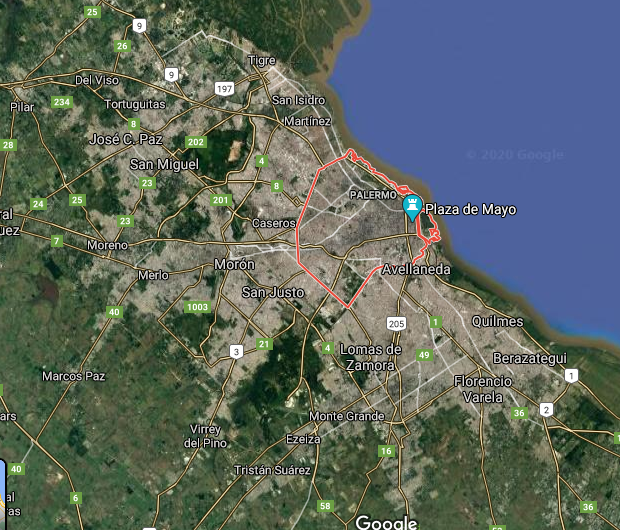 25
9
26
Tigre
9
Del Viso
197
San Isidro
Pilar
234
Tortuguitas
Martínez
8
José C. Paz
202
28
4
© 2020 Google
San Miguel
23
8
PALERMO
24
25
201
Plaza de Mayo
ral
uez
23
Caseros
7
Moreno
Morón
Avellaneda
Merlo
San Justo
1003
40
205
1
Quilmes
3
21
4
Lomas de
Zamora
49
Berazategui
Marcos Paz
Florencio
Varela
1
2
ars
Monte Grande
36
Virrey
del Pino
Ezeiza
16
1
40
Tristán Suárez
al
as
6
58
36
58
Google